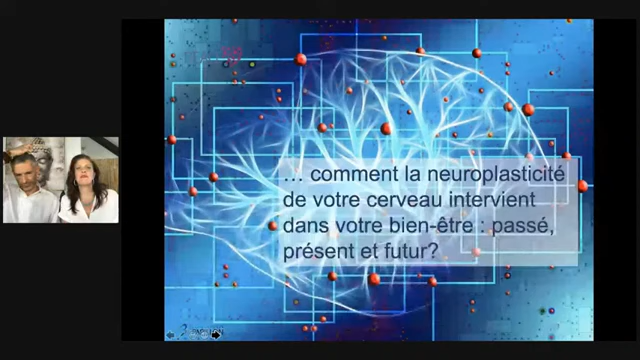 … comment la neuroplasticité
de votre cerveau intervient
dans votre bien-être : passé,
présent et futur?